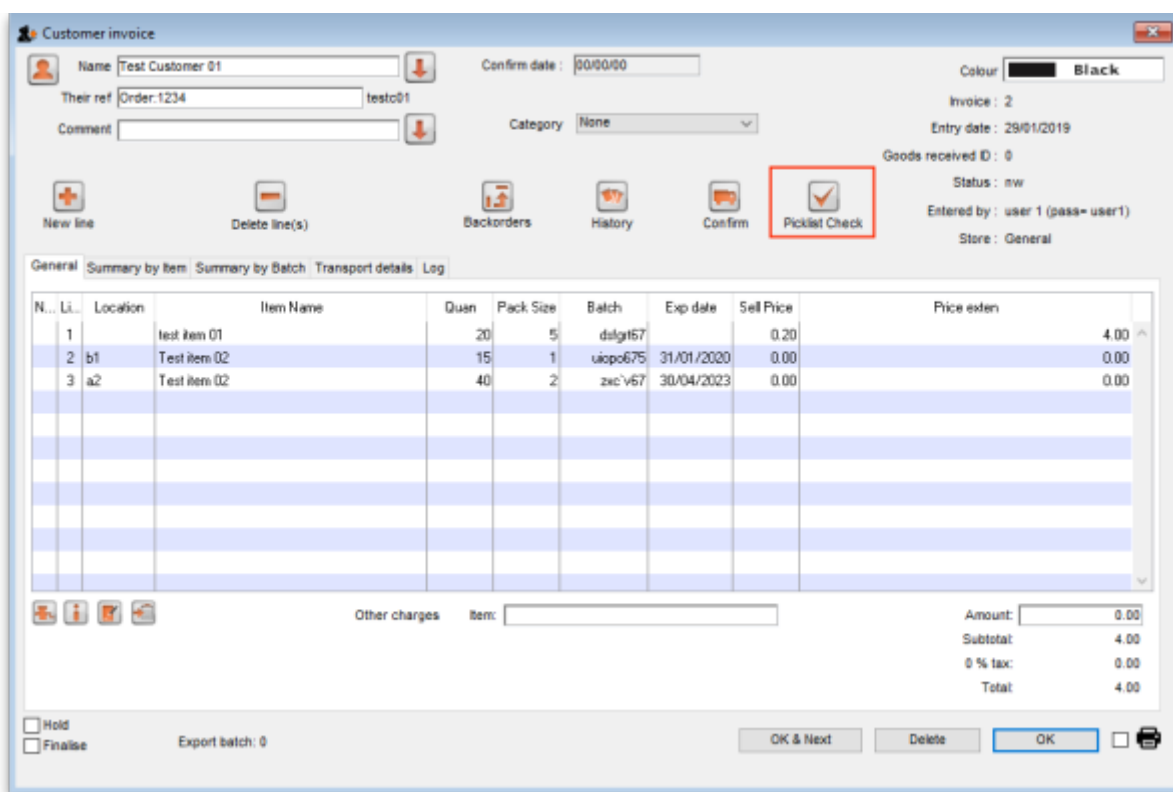 Customer invoice
Name Test Customer 01 Confirm date : 00/00/00 Colour Black
Their ref Order:1234 testc01 Invoice : 2
Comment Category None Entry date : 29/01/2019
Goods received ID : 0
Status : nw
New line Delete line(s) Backorders History Confirm Picklist Check Entered by : user 1 (pass= user1)
Store : General
General Summary by Item Summary by Batch Transport details Log
N... Li... Location Item Name Quan Pack Size Batch Exp date Sell Price Price exten
1 test item 01 20 5 dsfgrt67 0.20 4.00
2 b1 Test item 02 15 1 uiopo675 31/01/2020 0.00 0.00
3 a2 Test item 02 40 2 zxc`v67 30/04/2023 0.00 0.00
Other charges Item: Amount: 0.00
Subtotal: 4.00
0 % tax: 0.00
Total: 4.00
Hold
Finalise Export batch: 0 OK & Next Delete OK